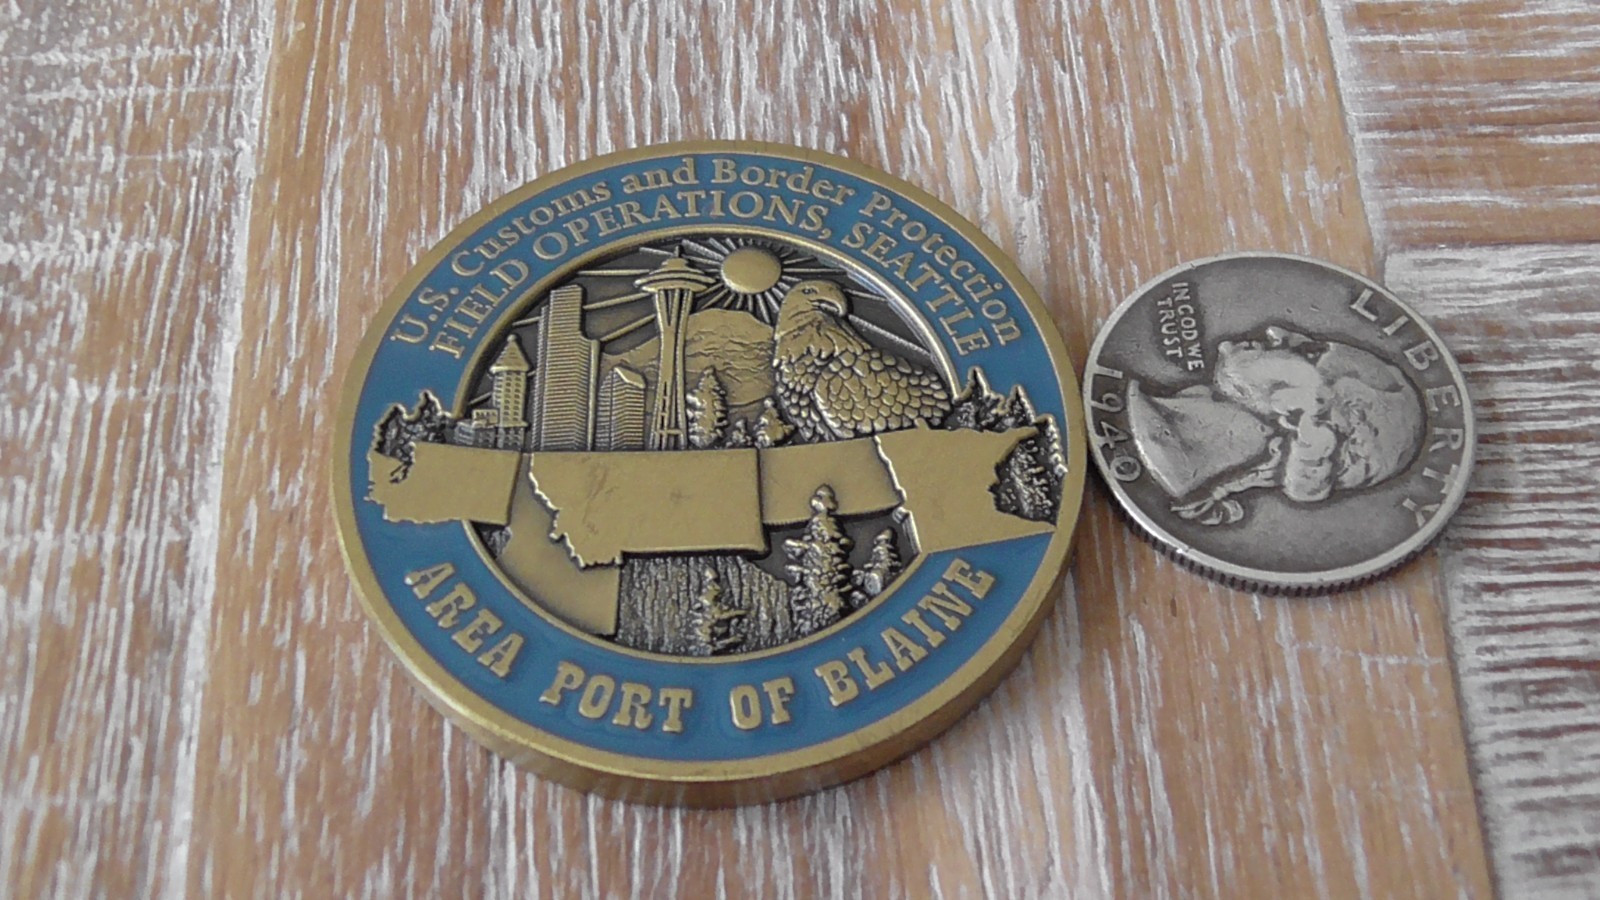 U.S. Customs and Border Protection
FIELD OPERATIONS, SEATTLE
AREA PORT OF BLAINE
LIBERTY
IN GOD WE
TRUST
1940